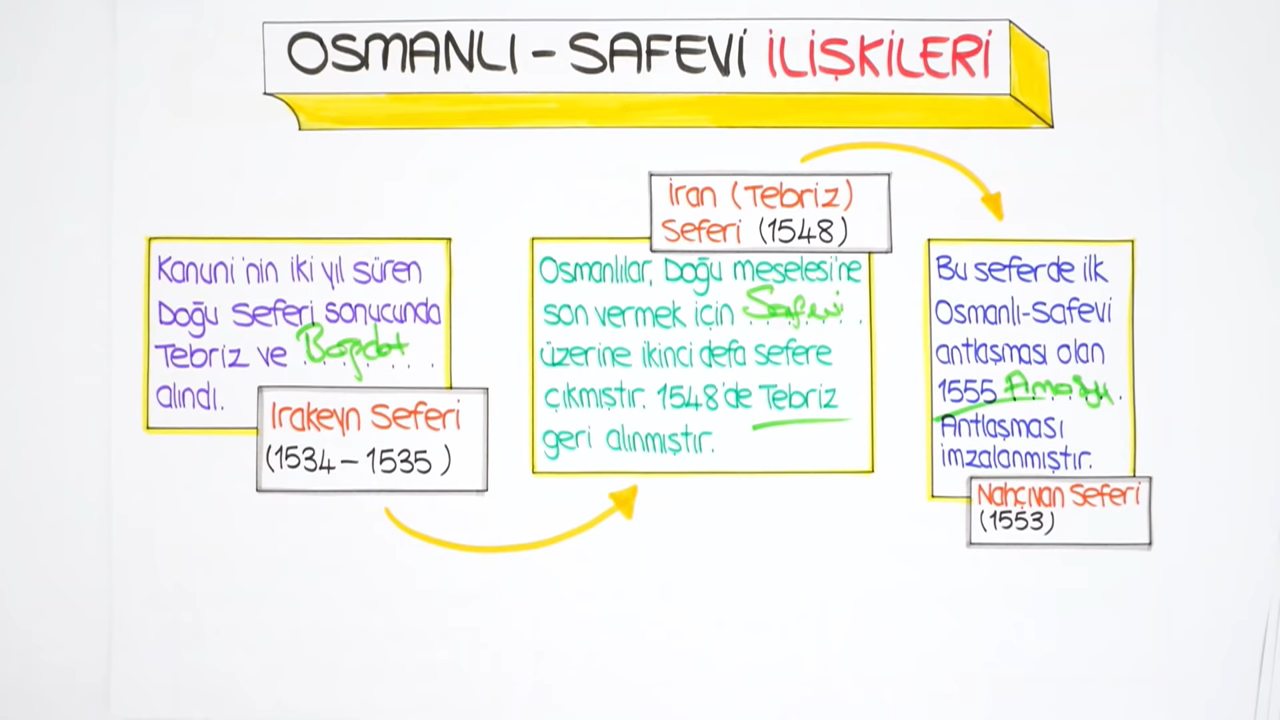 OSMANLI - SAFEVİ İLİŞKİLERİ
Kanuni'nin iki yıl süren
Doğu Seferi sonucunda
Tebriz ve Bağdat
alındı.
Irakeyn Seferi
(1534 - 1535)
İran (Tebriz)
Seferi (1548)
Osmanlılar, Doğu meselesi'ne
son vermek için Safevi
üzerine ikinci defa sefere
çıkmıştır. 1548'de Tebriz
geri alınmıştır.
Bu seferde ilk
Osmanlı-Safevi
antlaşması olan
1555 Amasya
Antlaşması
imzalanmıştır.
Nahçıvan Seferi
(1553)